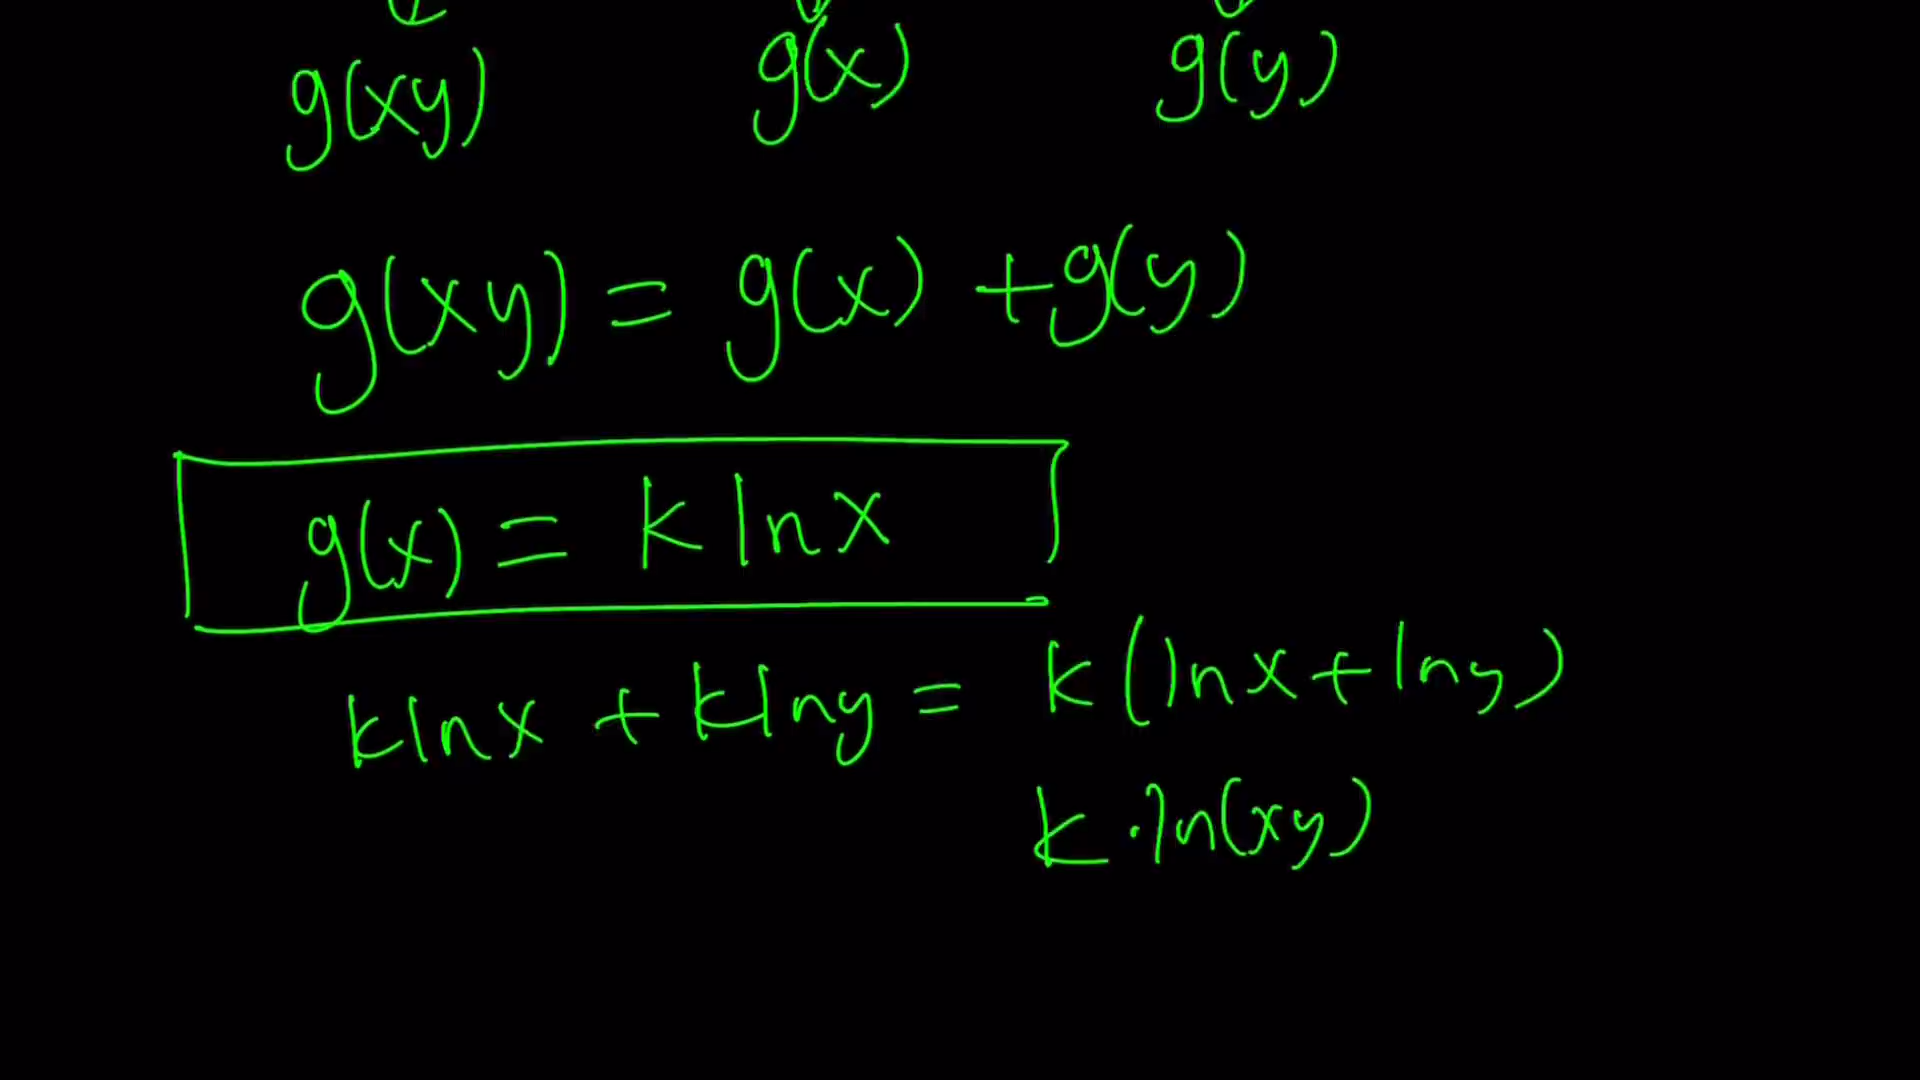 g(xy) g(x) g(y)
g(xy) = g(x) + g(y)
g(x) = k ln x
k ln x + k ln y = k (ln x + ln y)
k · ln(xy)